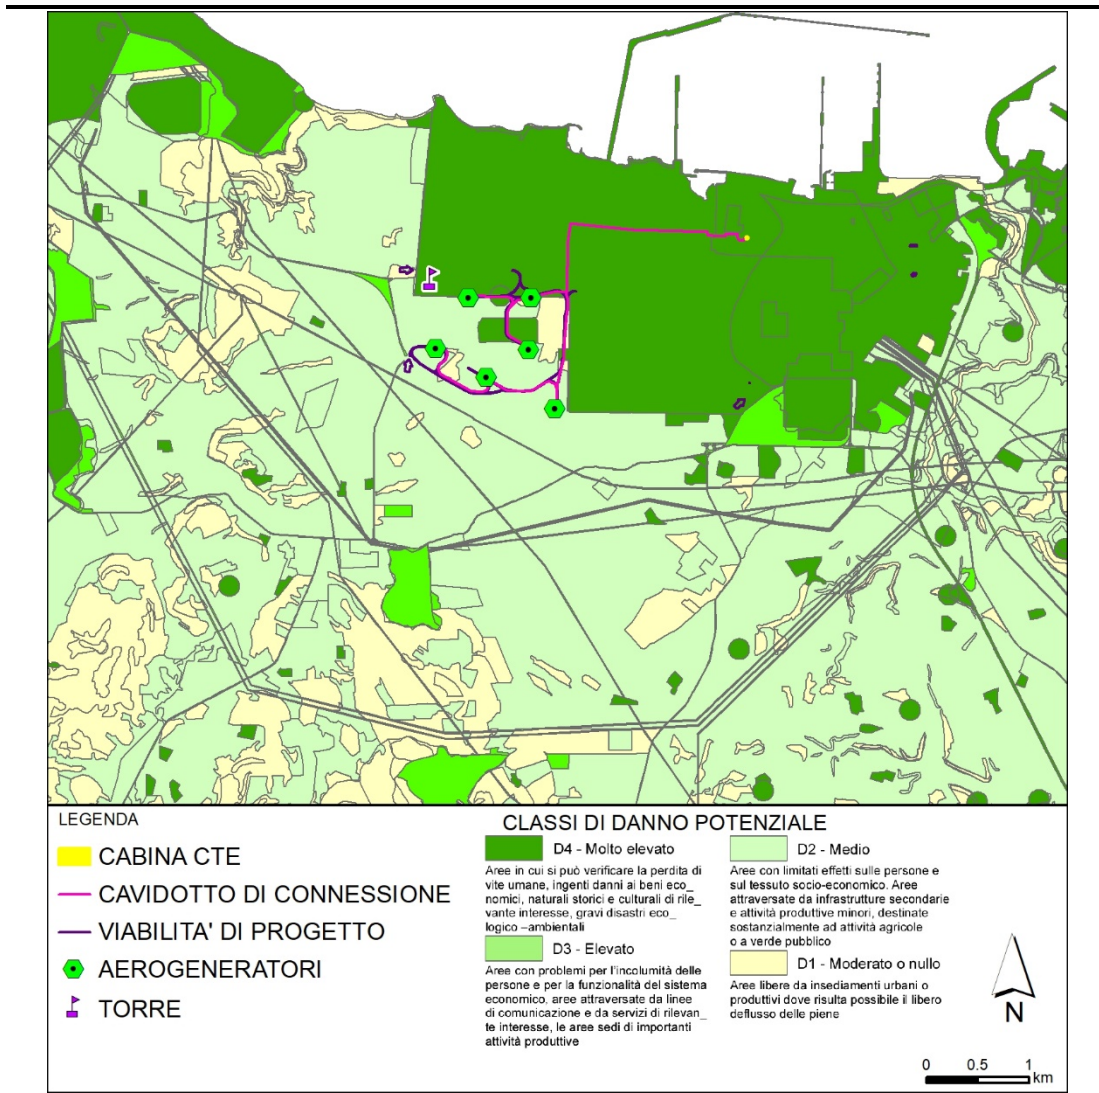 LEGENDA
CABINA CTE
CAVIDOTTO DI CONNESSIONE
VIABILITA' DI PROGETTO
AEROGENERATORI
TORRE
CLASSI DI DANNO POTENZIALE
D4 - Molto elevato
Aree in cui si può verificare la perdita di
vite umane, ingenti danni ai beni eco_
nomici, naturali storici e culturali di rile_
vante interesse, gravi disastri eco_
logico –ambientali
D3 - Elevato
Aree con problemi per l'incolumità delle
persone e per la funzionalità del sistema
economico, aree attraversate da linee
di comunicazione e da servizi di rilevan_
te interesse, le aree sedi di importanti
attività produttive
D2 - Medio
Aree con limitati effetti sulle persone e
sul tessuto socio-economico. Aree
attraversate da infrastrutture secondarie
e attività produttive minori, destinate
sostanzialmente ad attività agricole
o a verde pubblico
D1 - Moderato o nullo
Aree libere da insediamenti urbani o
produttivi dove risulta possibile il libero
deflusso delle piene
N
0 0.5 1
km